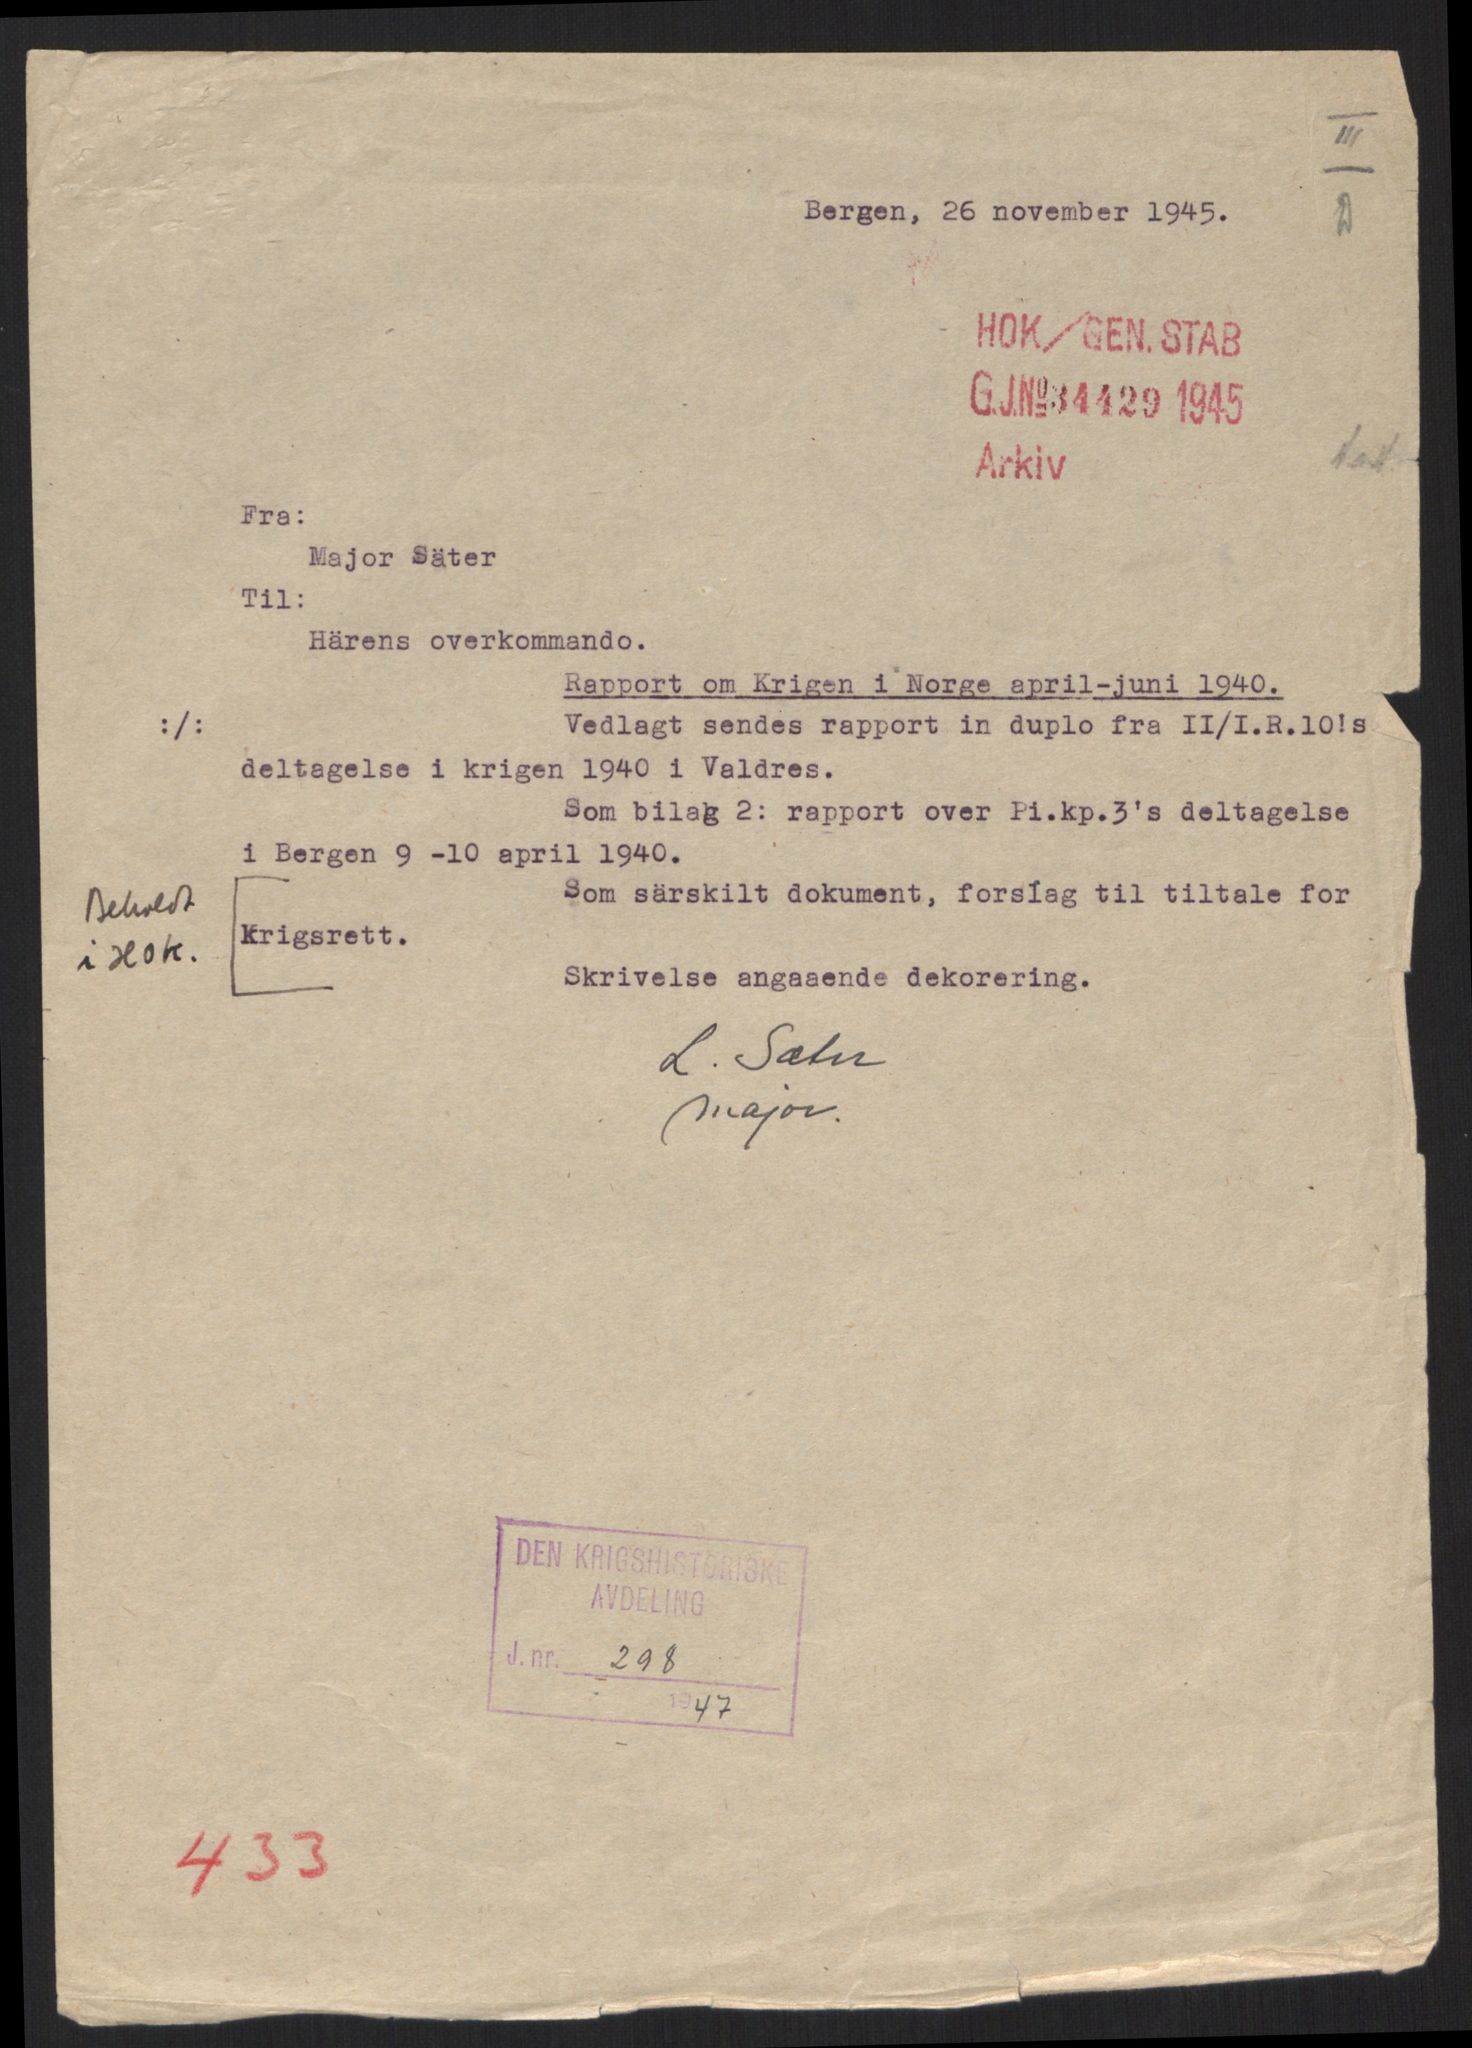 III
D
Bergen, 26 november 1945.
HOK/GEN. STAB
G.J.Nº 34429 1945
Arkiv
Fra:
Major Säter
Til:
Härens overkommando.
Rapport om Krigen i Norge april-juni 1940.
:/: Vedlagt sendes rapport in duplo fra II/I.R.10!s
deltagelse i krigen 1940 i Valdres.
Som bilag 2: rapport over Pi.kp.3's deltagelse
i Bergen 9 -10 april 1940.
Som särskilt dokument, forslag til tiltale for
Krigsrett.
Beholdt
i HOK.
Skrivelse angaaende dekorering.
L. Sæter
major.
DEN KRIGSHISTORISKE
AVDELING
J. nr. 298
1947
433